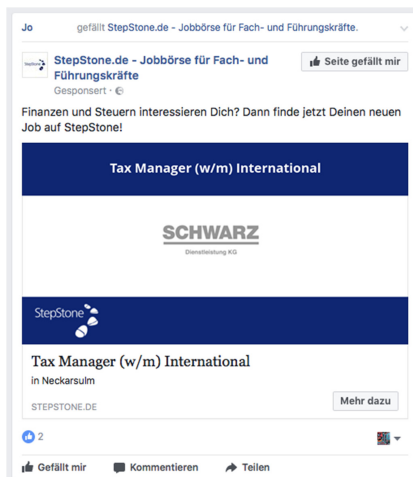 Jo gefällt StepStone.de - Jobbörse für Fach- und Führungskräfte.
StepStone.de - Jobbörse für Fach- und
Führungskräfte
Seite gefällt mir
Gesponsert ·
Finanzen und Steuern interessieren Dich? Dann finde jetzt Deinen neuen
Job auf StepStone!
Tax Manager (w/m) International
SCHWARZ
Dienstleistung KG
StepStone
Tax Manager (w/m) International
in Neckarsulm
STEPSTONE.DE
Mehr dazu
2
Gefällt mir Kommentieren Teilen